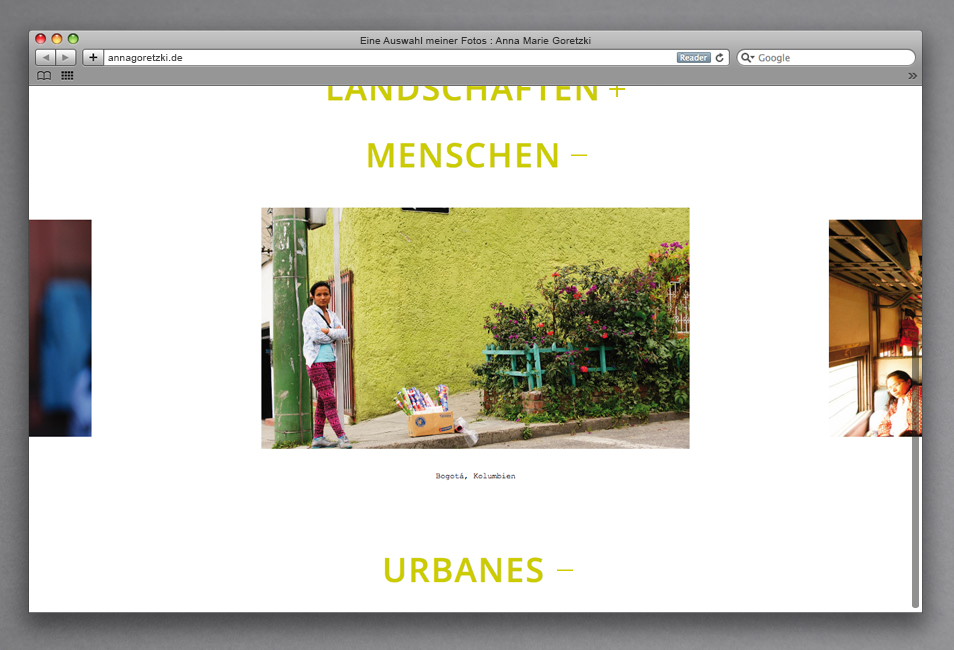 Eine Auswahl meiner Fotos : Anna Marie Goretzki
annagoretzki.de
Reader
Google
LANDSCHAFTEN +
MENSCHEN –
Bogotá, Kolumbien
URBANES –